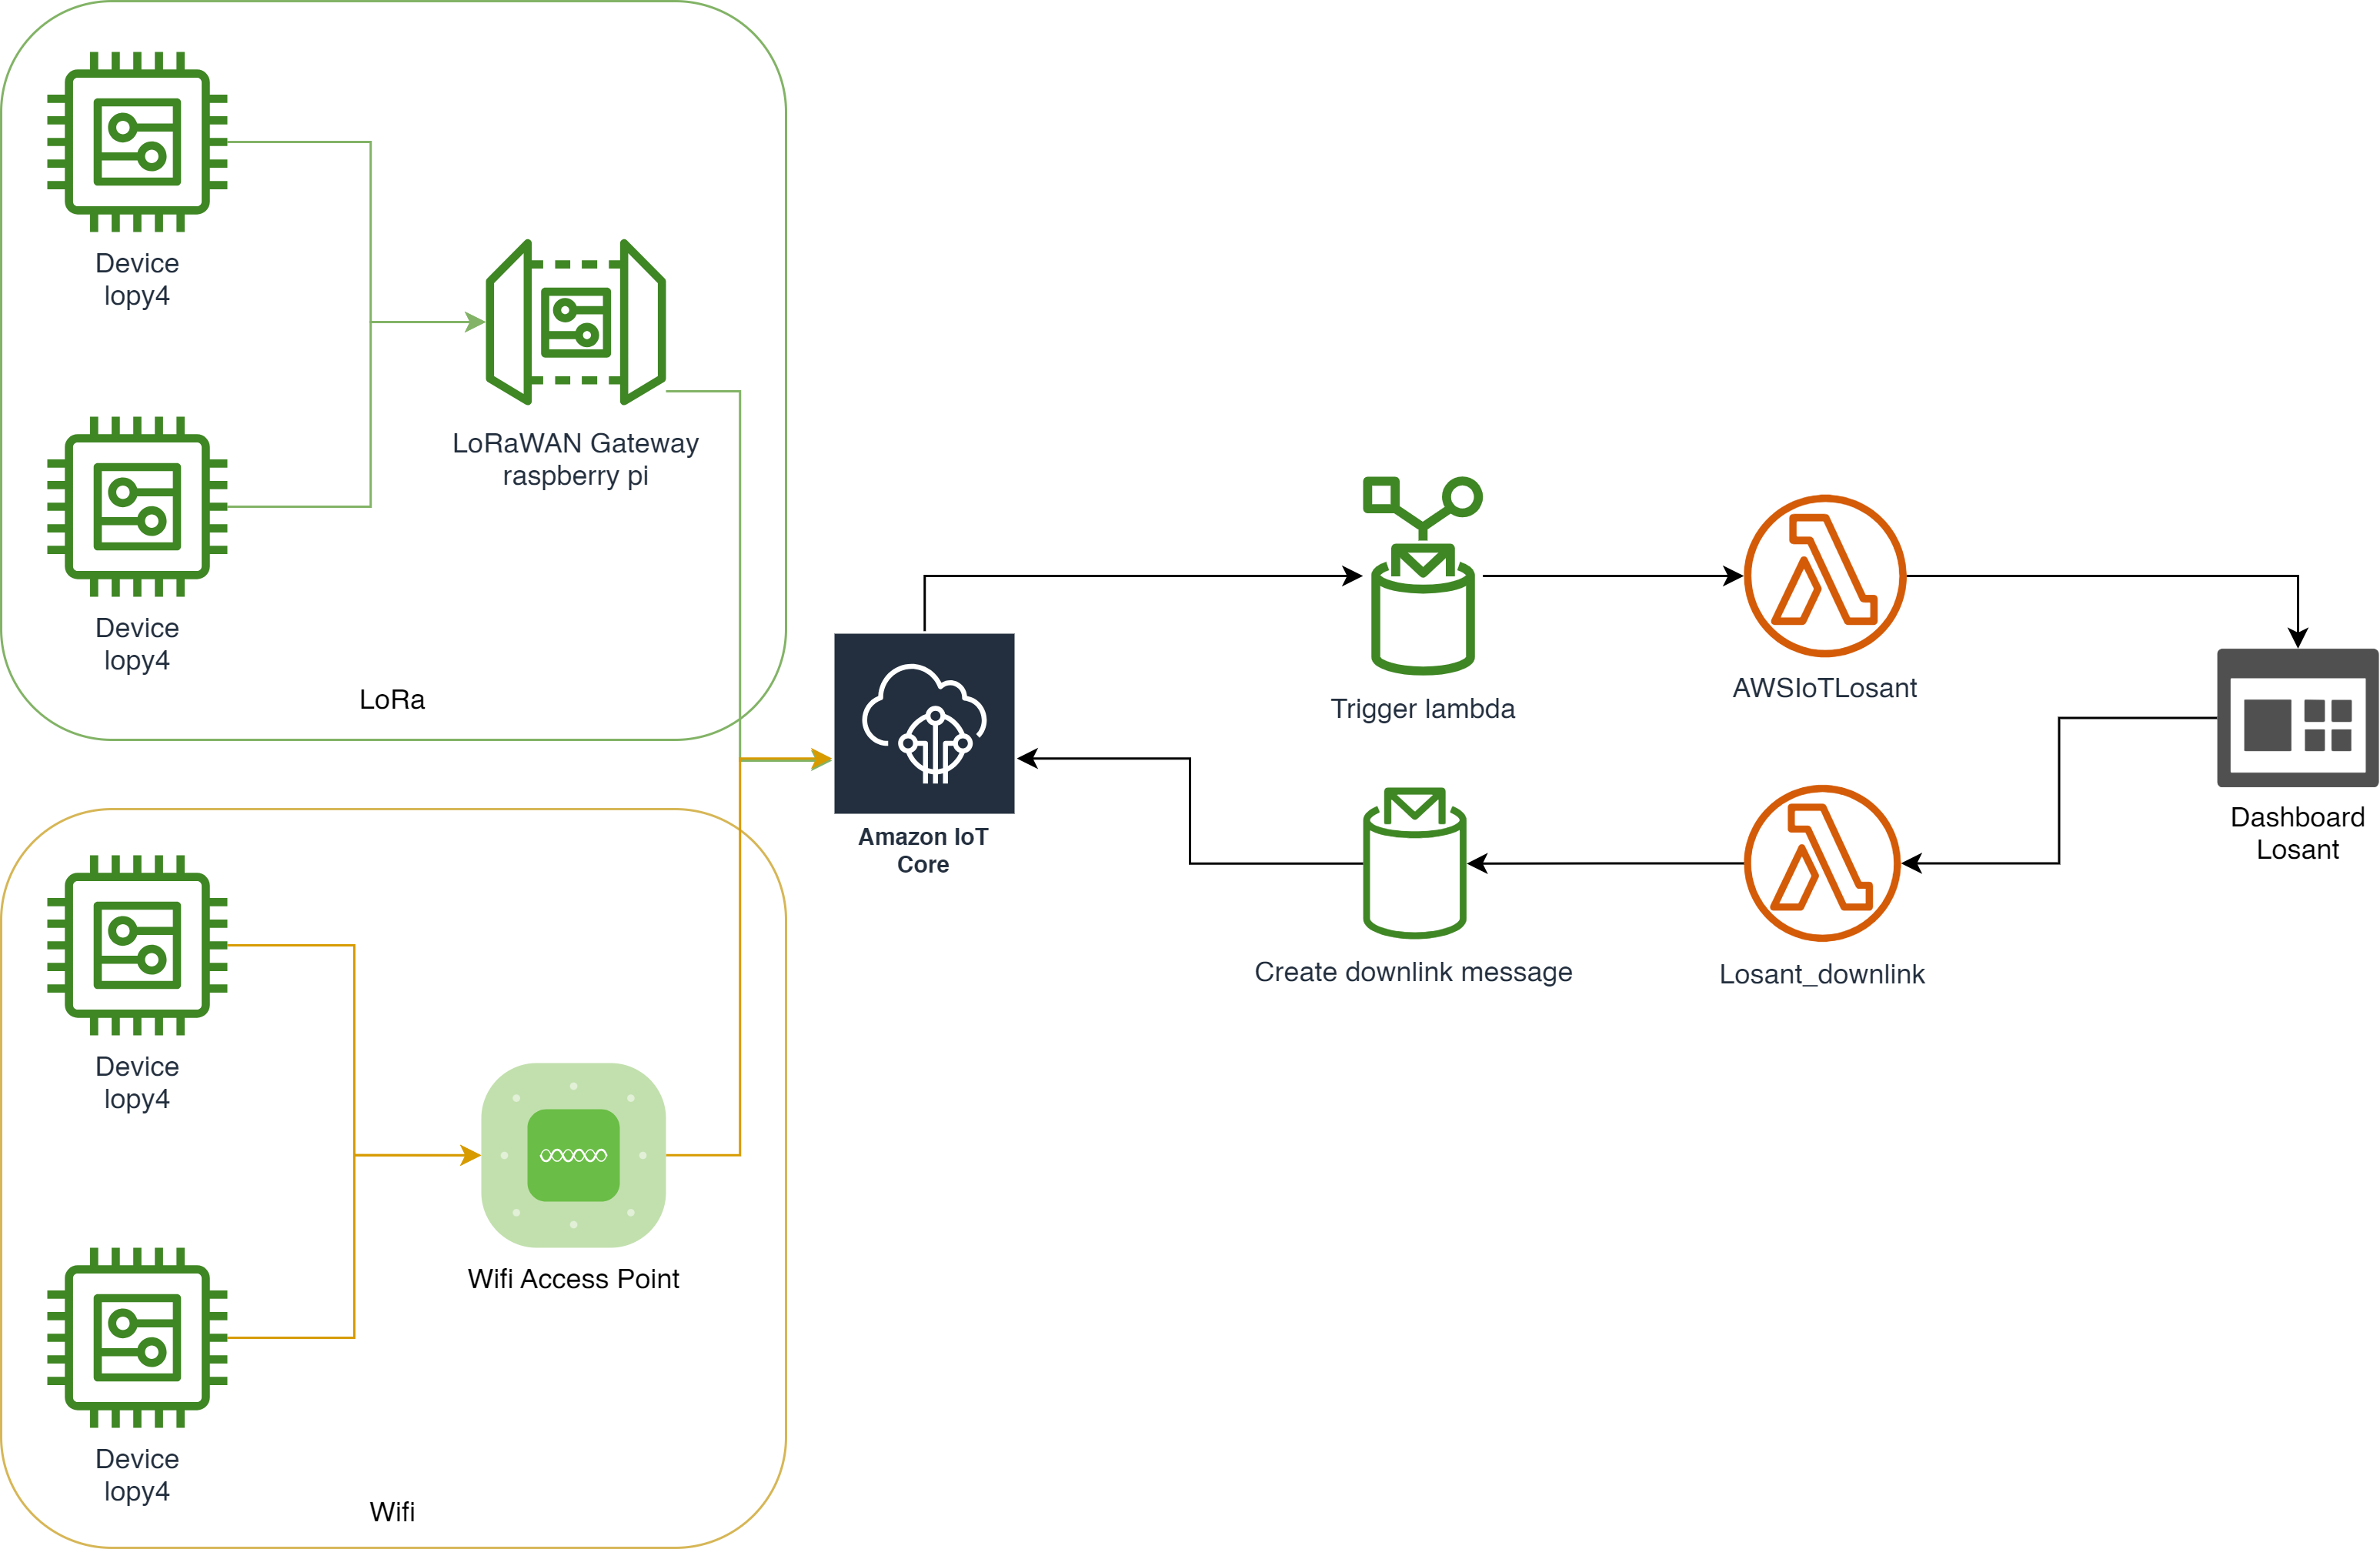 Device
lopy4
LoRaWAN Gateway
raspberry pi
Device
lopy4
LoRa
Trigger lambda
AWSIoTLosant
Amazon IoT
Core
Dashboard
Losant
Create downlink message
Losant_downlink
Device
lopy4
Wifi Access Point
Device
lopy4
Wifi